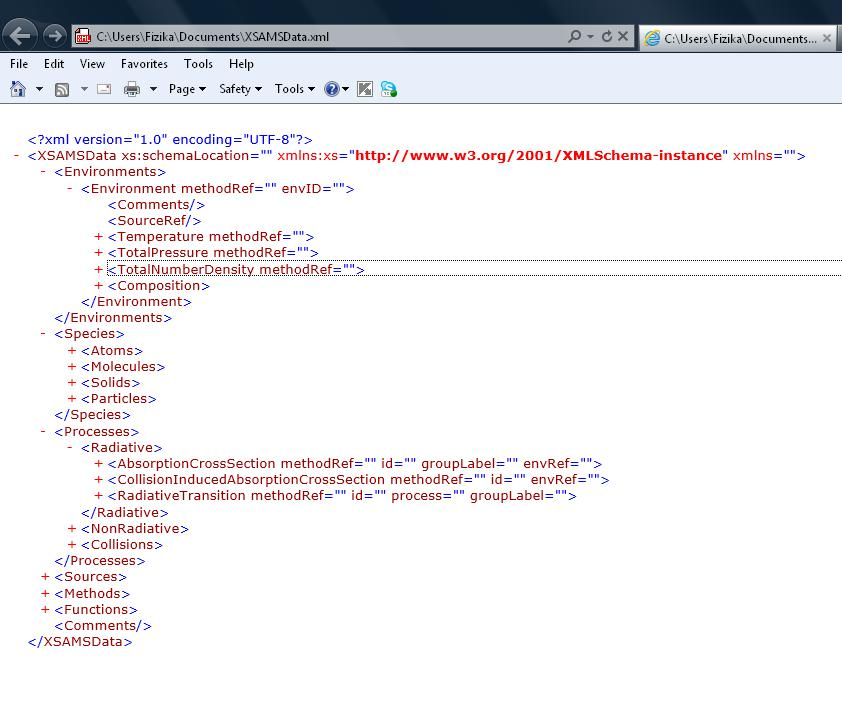 C:\Users\Fizika\Documents\XSAMSData.xml
C:\Users\Fizika\Documents...
File Edit View Favorites Tools Help
Page Safety Tools
<?xml version="1.0" encoding="UTF-8"?>
- <XSAMSData xs:schemaLocation="" xmlns:xs="http://www.w3.org/2001/XMLSchema-instance" xmlns="">
- <Environments>
- <Environment methodRef="" envID="">
<Comments/>
<SourceRef/>
+ <Temperature methodRef="">
+ <TotalPressure methodRef="">
+ <TotalNumberDensity methodRef="">
+ <Composition>
</Environment>
</Environments>
- <Species>
+ <Atoms>
+ <Molecules>
+ <Solids>
+ <Particles>
</Species>
- <Processes>
- <Radiative>
+ <AbsorptionCrossSection methodRef="" id="" groupLabel="" envRef="">
+ <CollisionInducedAbsorptionCrossSection methodRef="" id="" envRef="">
+ <RadiativeTransition methodRef="" id="" process="" groupLabel="">
</Radiative>
+ <NonRadiative>
+ <Collisions>
</Processes>
+ <Sources>
+ <Methods>
+ <Functions>
<Comments/>
</XSAMSData>